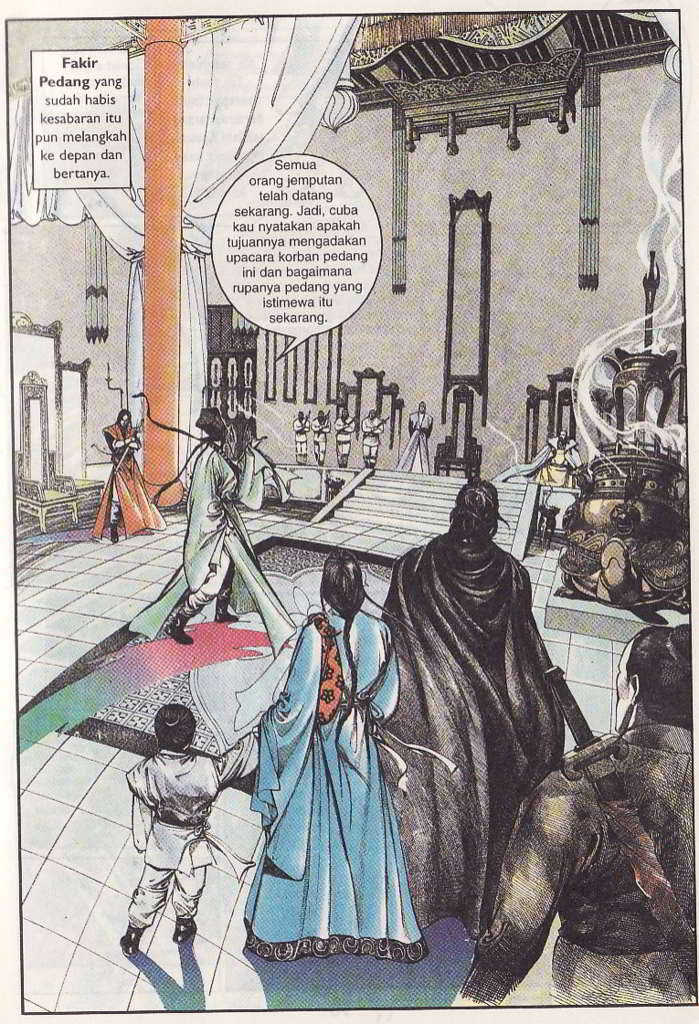 Fakir
Pedang yang
sudah habis
kesabaran itu
pun melangkah
ke depan dan
bertanya.
Semua
orang jemputan
telah datang
sekarang. Jadi, cuba
kau nyatakan apakah
tujuannya mengadakan
upacara korban pedang
ini dan bagaimana
rupanya pedang yang
istimewa itu
sekarang.